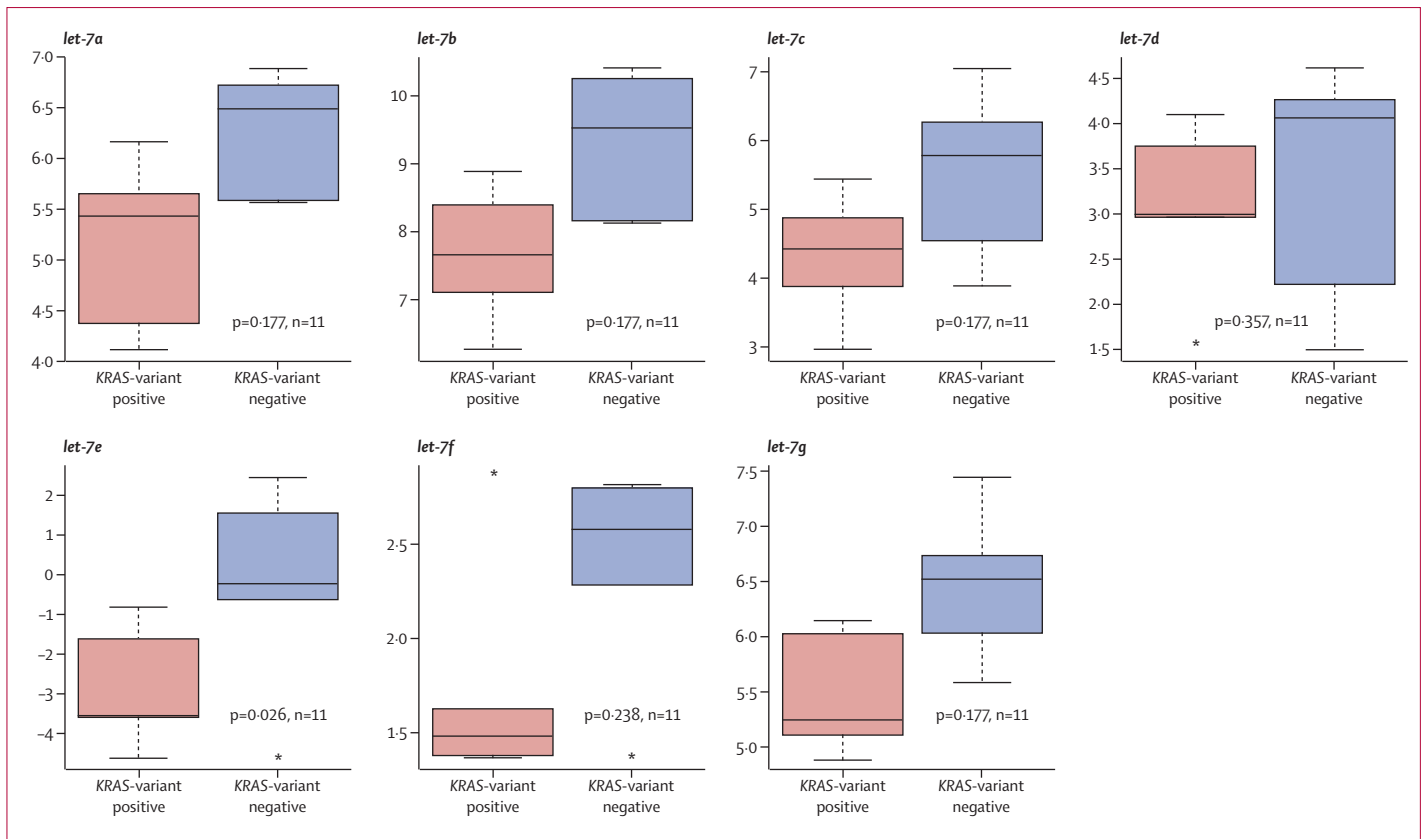 let-7a
7·0
6·5
6·0
5·5
5·0
4·5
4·0
p=0·177, n=11
KRAS-variant
positive
KRAS-variant
negative
let-7b
10
9
8
7
p=0·177, n=11
KRAS-variant
positive
KRAS-variant
negative
let-7c
7
6
5
4
3
p=0·177, n=11
KRAS-variant
positive
KRAS-variant
negative
let-7d
4·5
4·0
3·5
3·0
2·5
2·0
1·5
p=0·357, n=11
*
KRAS-variant
positive
KRAS-variant
negative
let-7e
2
1
0
–1
–2
–3
–4
p=0·026, n=11
*
KRAS-variant
positive
KRAS-variant
negative
let-7f
*
2·5
2·0
1·5
p=0·238, n=11
*
KRAS-variant
positive
KRAS-variant
negative
let-7g
7·5
7·0
6·5
6·0
5·5
5·0
p=0·177, n=11
KRAS-variant
positive
KRAS-variant
negative